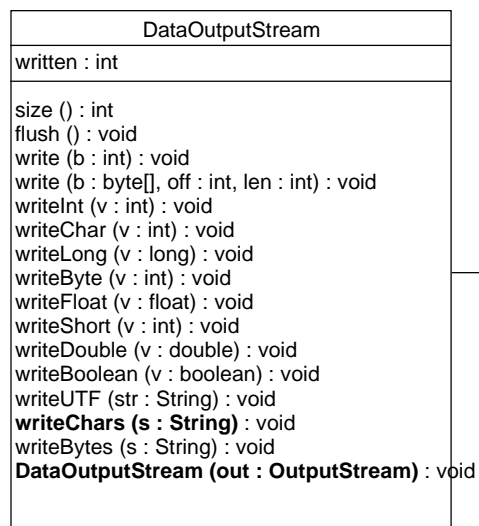 DataOutputStream
written : int
size () : int
flush () : void
write (b : int) : void
write (b : byte[], off : int, len : int) : void
writeInt (v : int) : void
writeChar (v : int) : void
writeLong (v : long) : void
writeByte (v : int) : void
writeFloat (v : float) : void
writeShort (v : int) : void
writeDouble (v : double) : void
writeBoolean (v : boolean) : void
writeUTF (str : String) : void
writeChars (s : String) : void
writeBytes (s : String) : void
DataOutputStream (out : OutputStream) : void